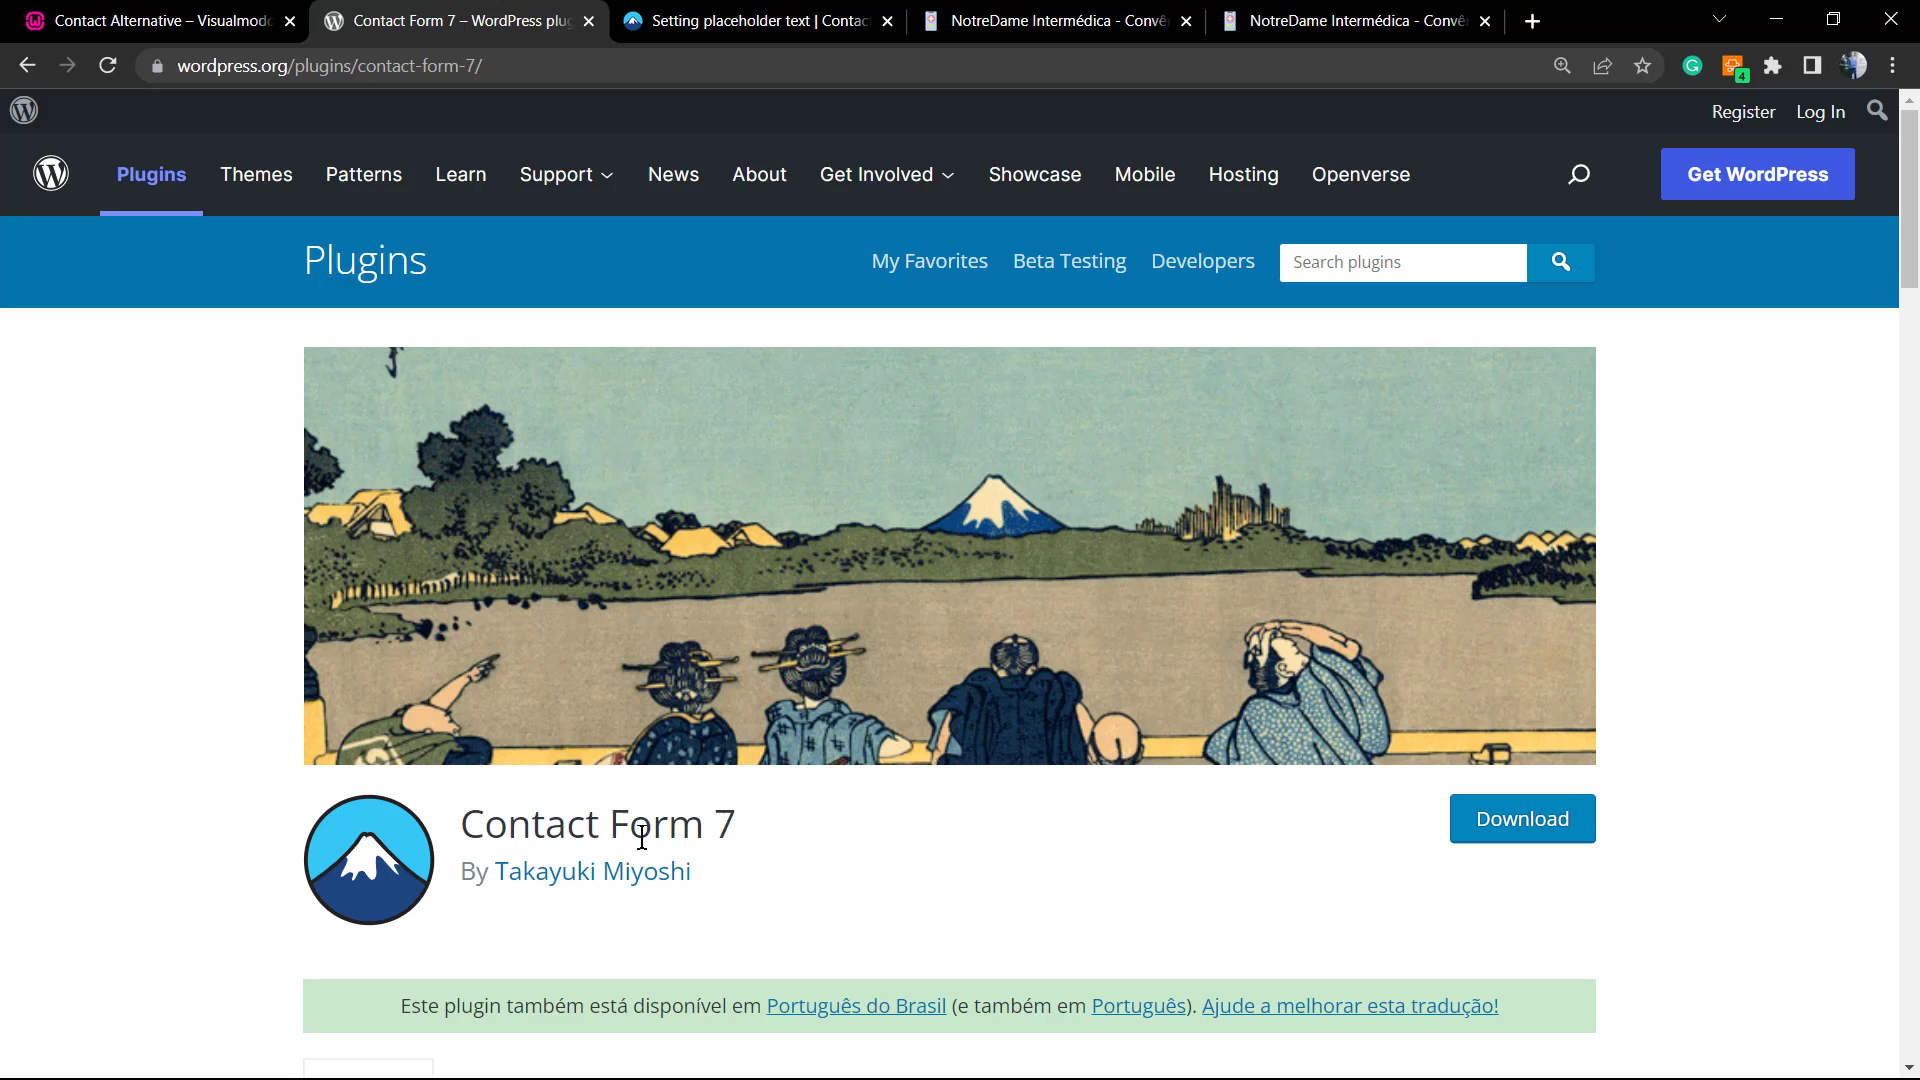 Contact Alternative – Visualmod
Contact Form 7 – WordPress plu
Setting placeholder text | Contac
NotreDame Intermédica - Convê
NotreDame Intermédica - Convê
wordpress.org/plugins/contact-form-7/
4
Register Log In
Plugins Themes Patterns Learn Support News About Get Involved Showcase Mobile Hosting Openverse Get WordPress
Plugins My Favorites Beta Testing Developers Search plugins
Contact Form 7
Download
By Takayuki Miyoshi
Este plugin também está disponível em Português do Brasil (e também em Português). Ajude a melhorar esta tradução!